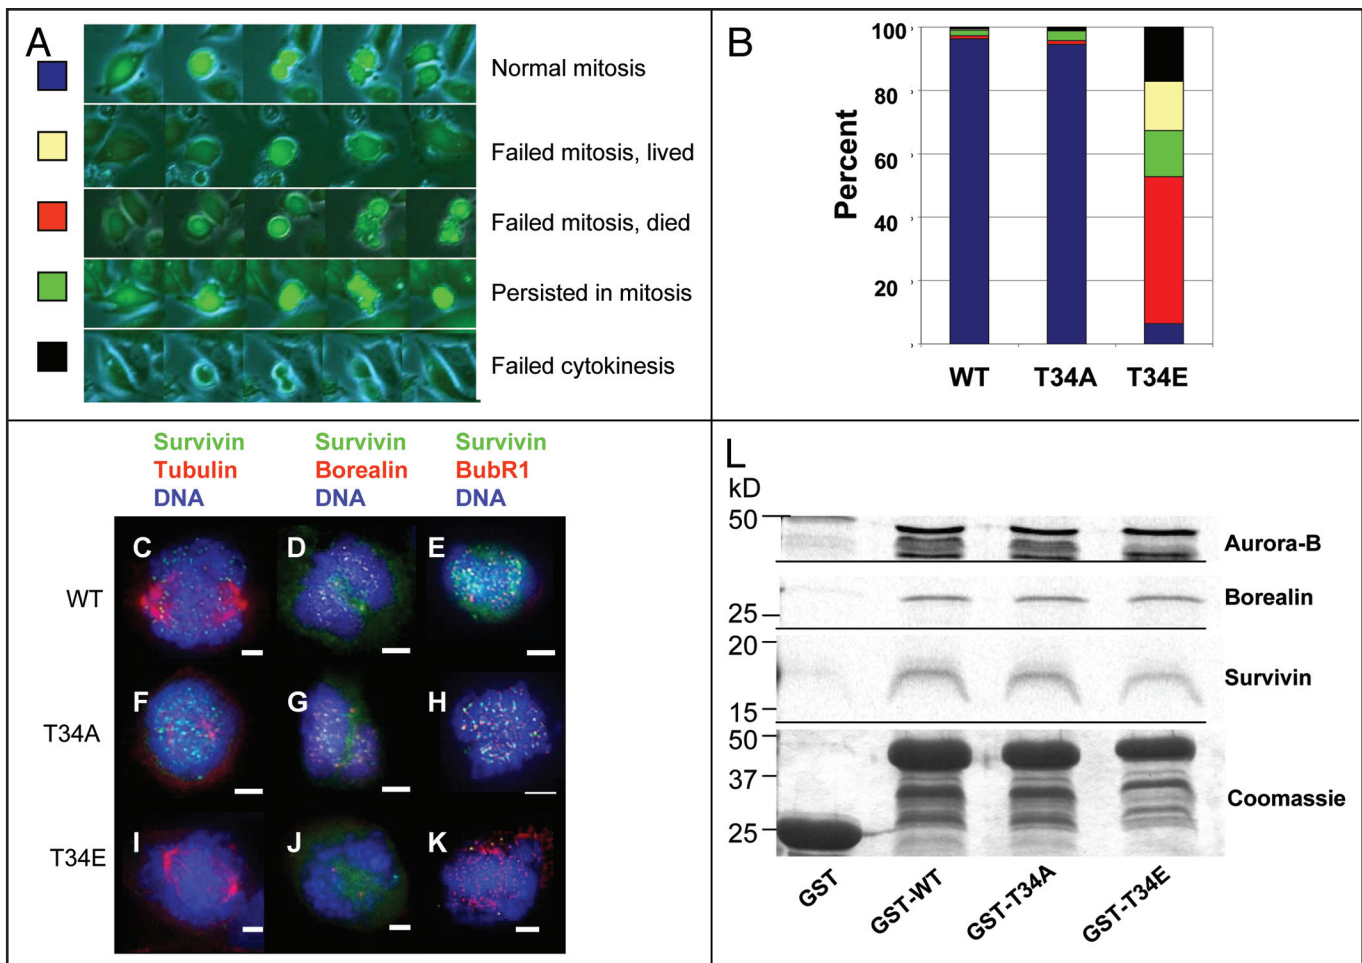 A
Normal mitosis
Failed mitosis, lived
Failed mitosis, died
Persisted in mitosis
Failed cytokinesis
B
Percent
100
80
60
40
20
WT T34A T34E
Survivin Survivin Survivin
Tubulin Borealin BubR1
DNA DNA DNA
WT C D E
T34A F G H
T34E I J K
L
kD
50
Aurora-B
Borealin
25
20
Survivin
15
50
37
Coomassie
25
GST GST-WT GST-T34A GST-T34E